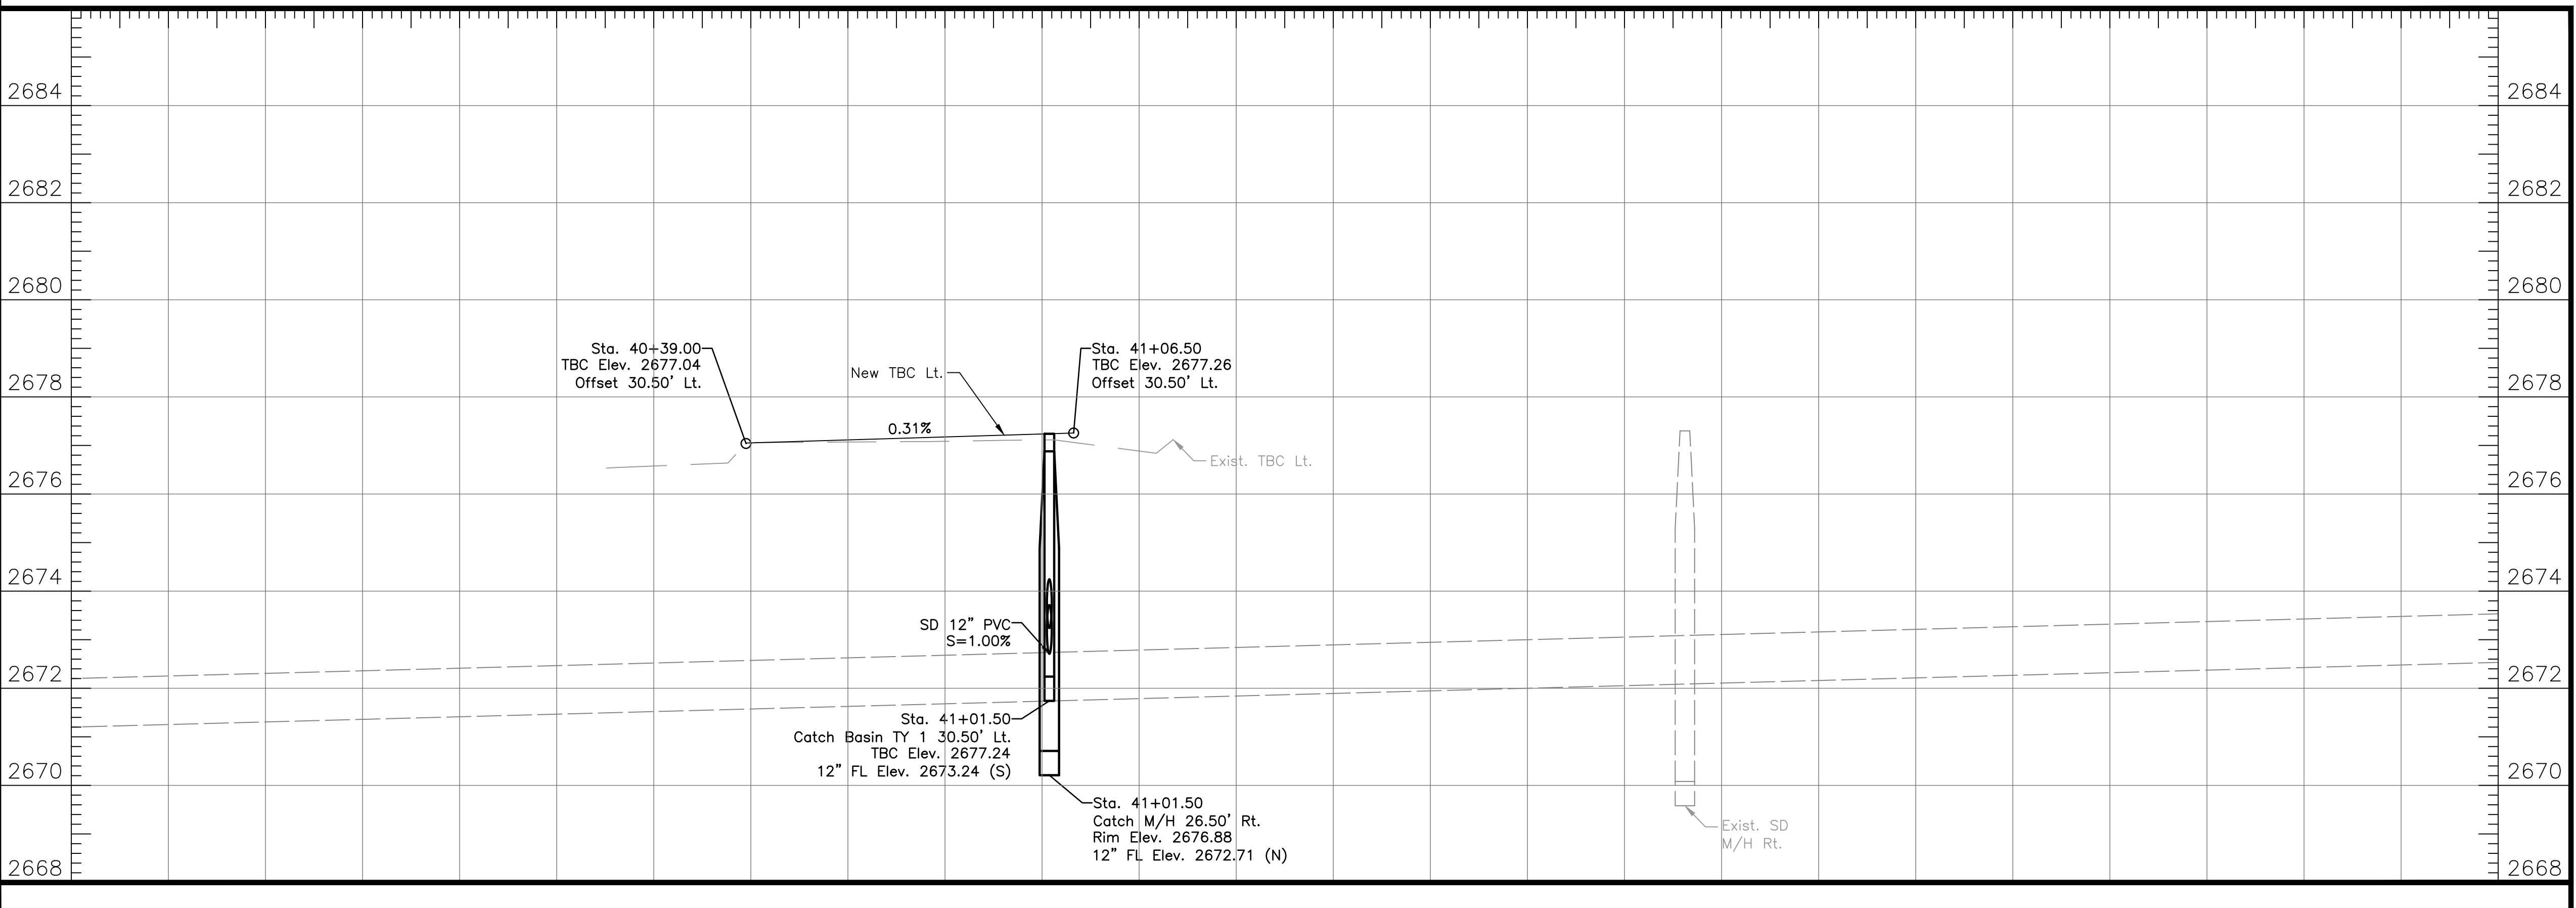 2684
2682
2680
2678
2676
2674
2672
2670
2668
Sta. 40+39.00
TBC Elev. 2677.04
Offset 30.50' Lt.
New TBC Lt.
0.31%
Sta. 41+06.50
TBC Elev. 2677.26
Offset 30.50' Lt.
Exist. TBC Lt.
SD 12" PVC
S=1.00%
Sta. 41+01.50
Catch Basin TY 1 30.50' Lt.
TBC Elev. 2677.24
12" FL Elev. 2673.24 (S)
Sta. 41+01.50
Catch M/H 26.50' Rt.
Rim Elev. 2676.88
12" FL Elev. 2672.71 (N)
Exist. SD
M/H Rt.
2684
2682
2680
2678
2676
2674
2672
2670
2668